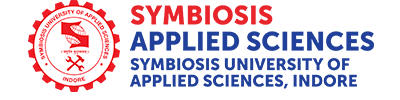 SYMBIOSIS UNIVERSITY OF APPLIED SCIENCES
INDORE
SYMBIOSIS
APPLIED SCIENCES
SYMBIOSIS UNIVERSITY OF
APPLIED SCIENCES, INDORE